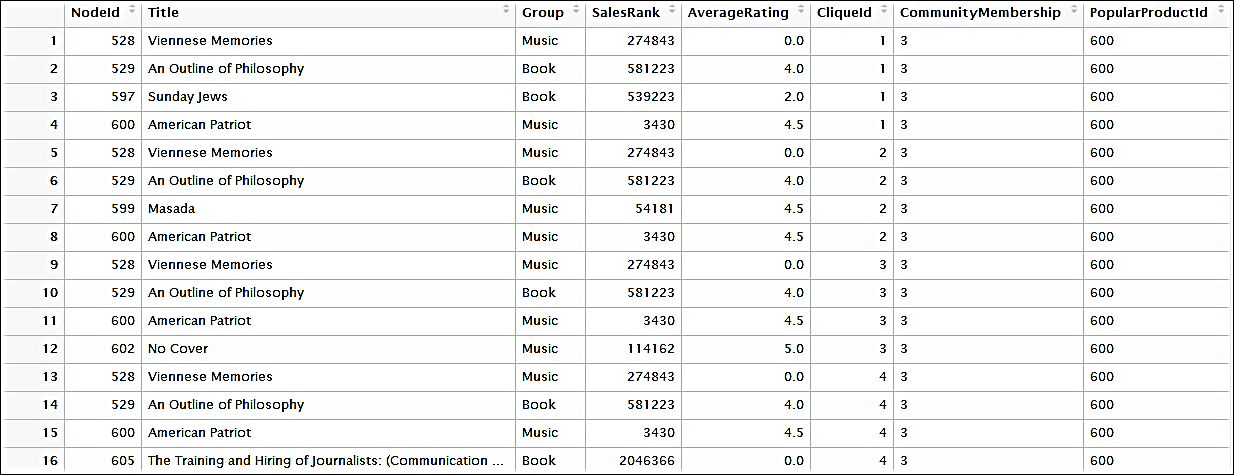 NodeId Title Group SalesRank AverageRating CliqueId CommunityMembership PopularProductId
1 528 Viennese Memories Music 274843 0.0 1 3 600
2 529 An Outline of Philosophy Book 581223 4.0 1 3 600
3 597 Sunday Jews Book 539223 2.0 1 3 600
4 600 American Patriot Music 3430 4.5 1 3 600
5 528 Viennese Memories Music 274843 0.0 2 3 600
6 529 An Outline of Philosophy Book 581223 4.0 2 3 600
7 599 Masada Music 54181 4.5 2 3 600
8 600 American Patriot Music 3430 4.5 2 3 600
9 528 Viennese Memories Music 274843 0.0 3 3 600
10 529 An Outline of Philosophy Book 581223 4.0 3 3 600
11 600 American Patriot Music 3430 4.5 3 3 600
12 602 No Cover Music 114162 5.0 3 3 600
13 528 Viennese Memories Music 274843 0.0 4 3 600
14 529 An Outline of Philosophy Book 581223 4.0 4 3 600
15 600 American Patriot Music 3430 4.5 4 3 600
16 605 The Training and Hiring of Journalists: (Communication ... Book 2046366 0.0 4 3 600